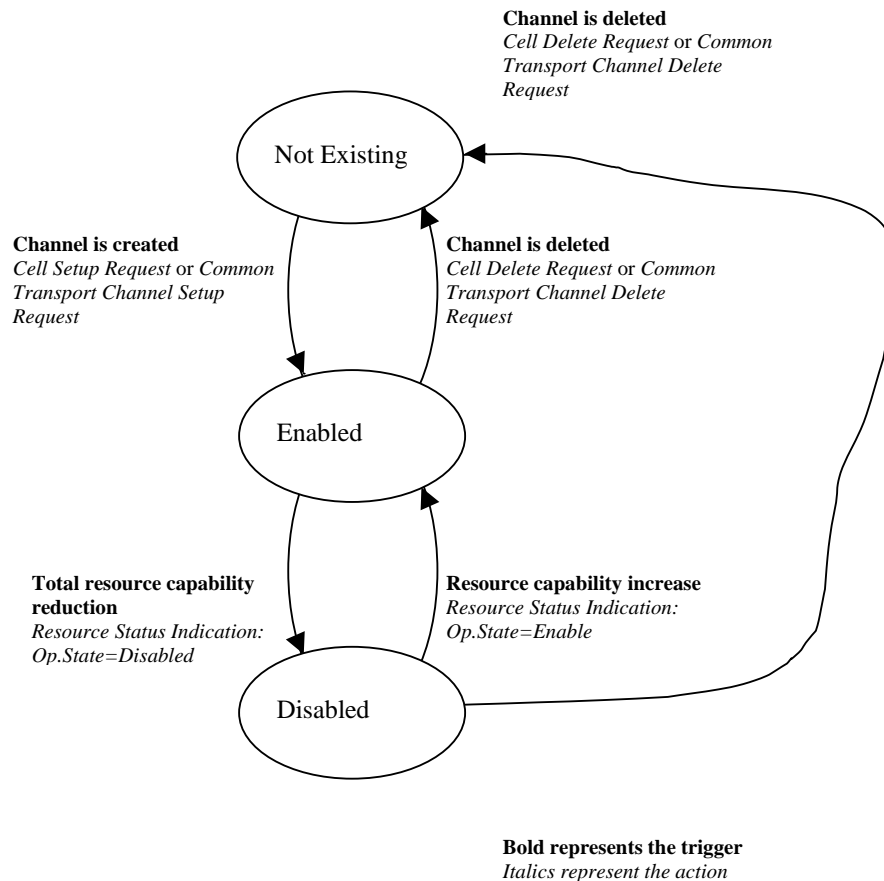 Channel is deleted
Cell Delete Request or Common
Transport Channel Delete
Request
Not Existing
Channel is created
Cell Setup Request or Common
Transport Channel Setup
Request
Channel is deleted
Cell Delete Request or Common
Transport Channel Delete
Request
Enabled
Total resource capability
reduction
Resource Status Indication:
Op.State=Disabled
Resource capability increase
Resource Status Indication:
Op.State=Enable
Disabled
Bold represents the trigger
Italics represent the action